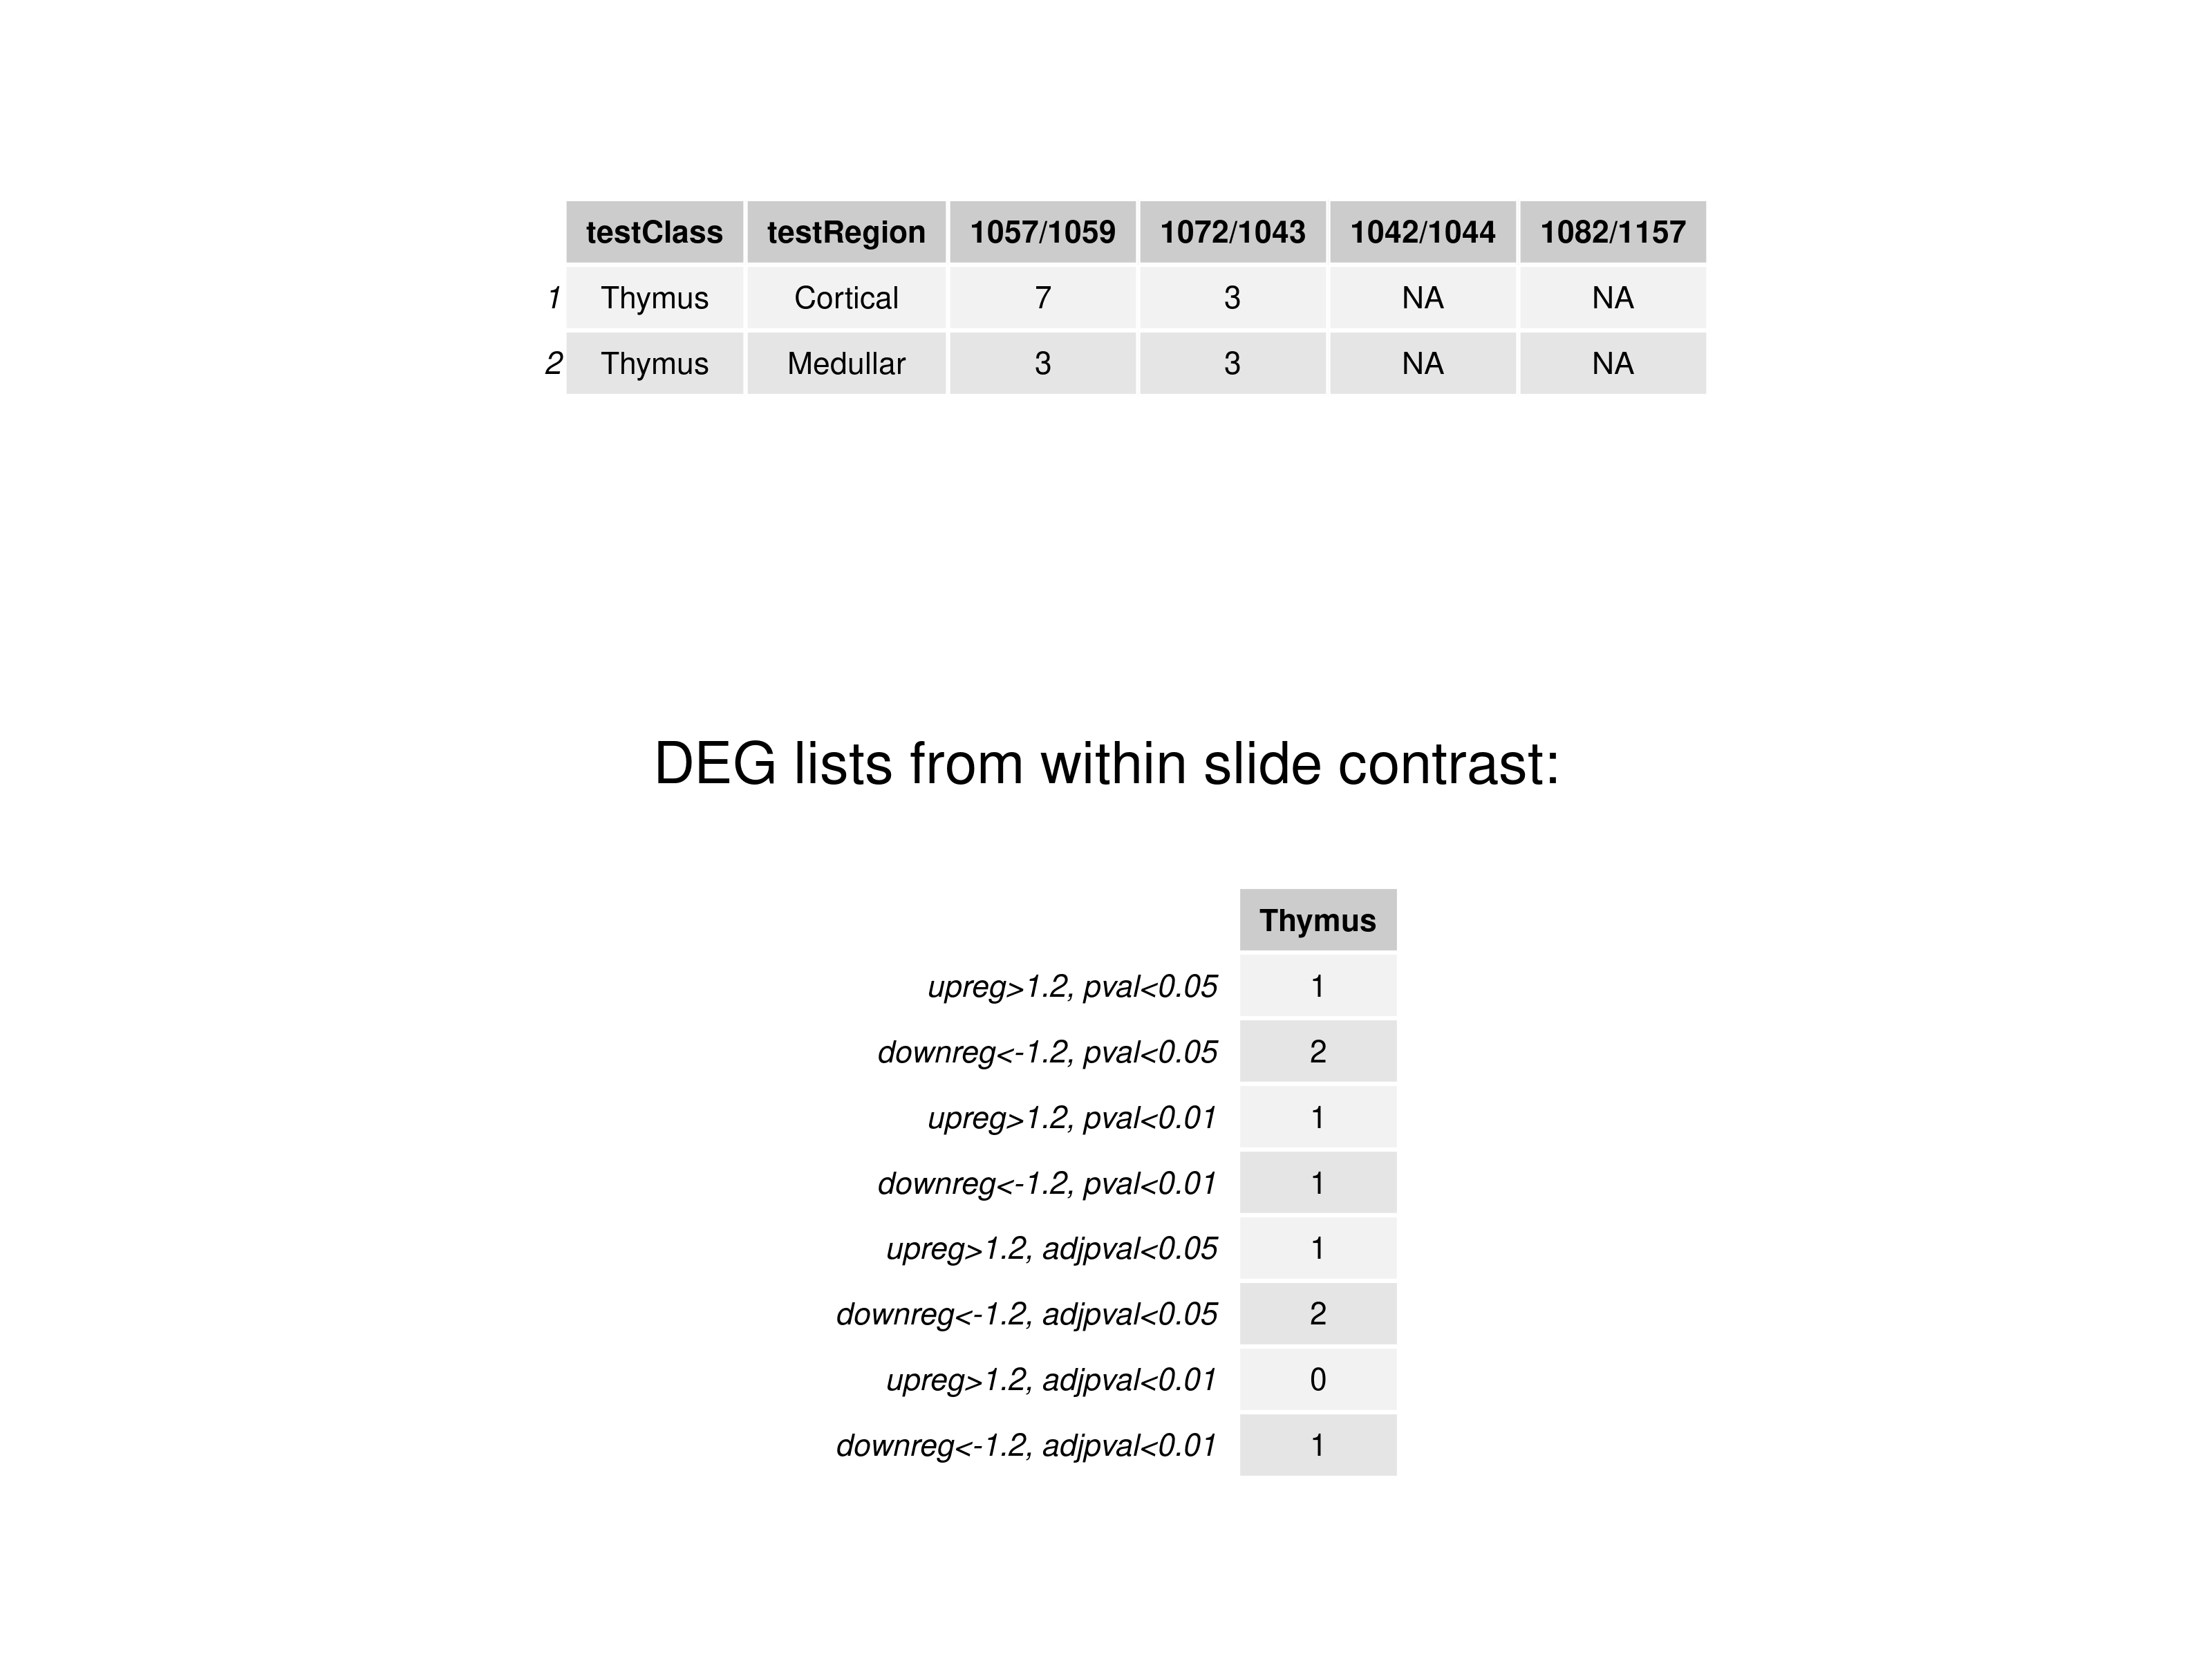 testClass testRegion 1057/1059 1072/1043 1042/1044 1082/1157
1 Thymus Cortical 7 3 NA NA
2 Thymus Medullar 3 3 NA NA
DEG lists from within slide contrast:
Thymus
upreg>1.2, pval<0.05 1
downreg<-1.2, pval<0.05 2
upreg>1.2, pval<0.01 1
downreg<-1.2, pval<0.01 1
upreg>1.2, adjpval<0.05 1
downreg<-1.2, adjpval<0.05 2
upreg>1.2, adjpval<0.01 0
downreg<-1.2, adjpval<0.01 1